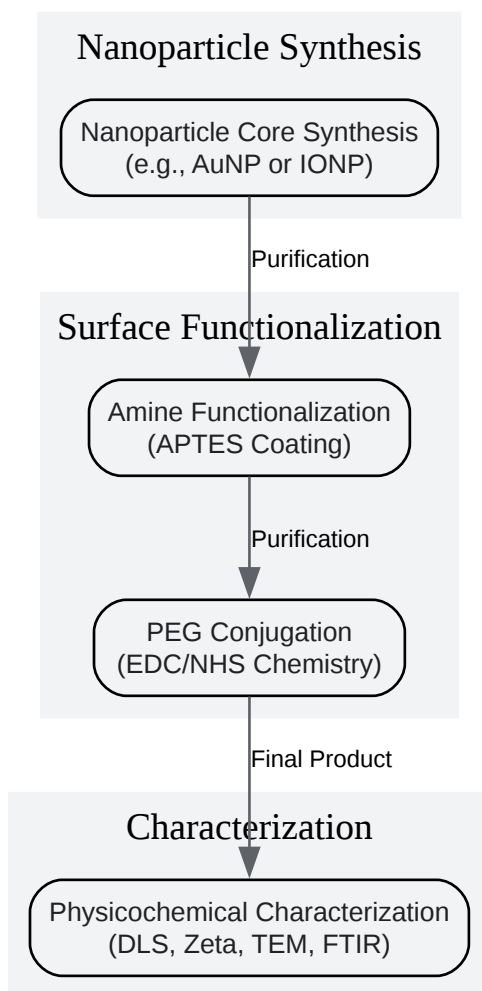 Nanoparticle Synthesis
Nanoparticle Core Synthesis
(e.g., AuNP or IONP)
Purification
Surface Functionalization
Amine Functionalization
(APTES Coating)
Purification
PEG Conjugation
(EDC/NHS Chemistry)
Final Product
Characterization
Physicochemical Characterization
(DLS, Zeta, TEM, FTIR)